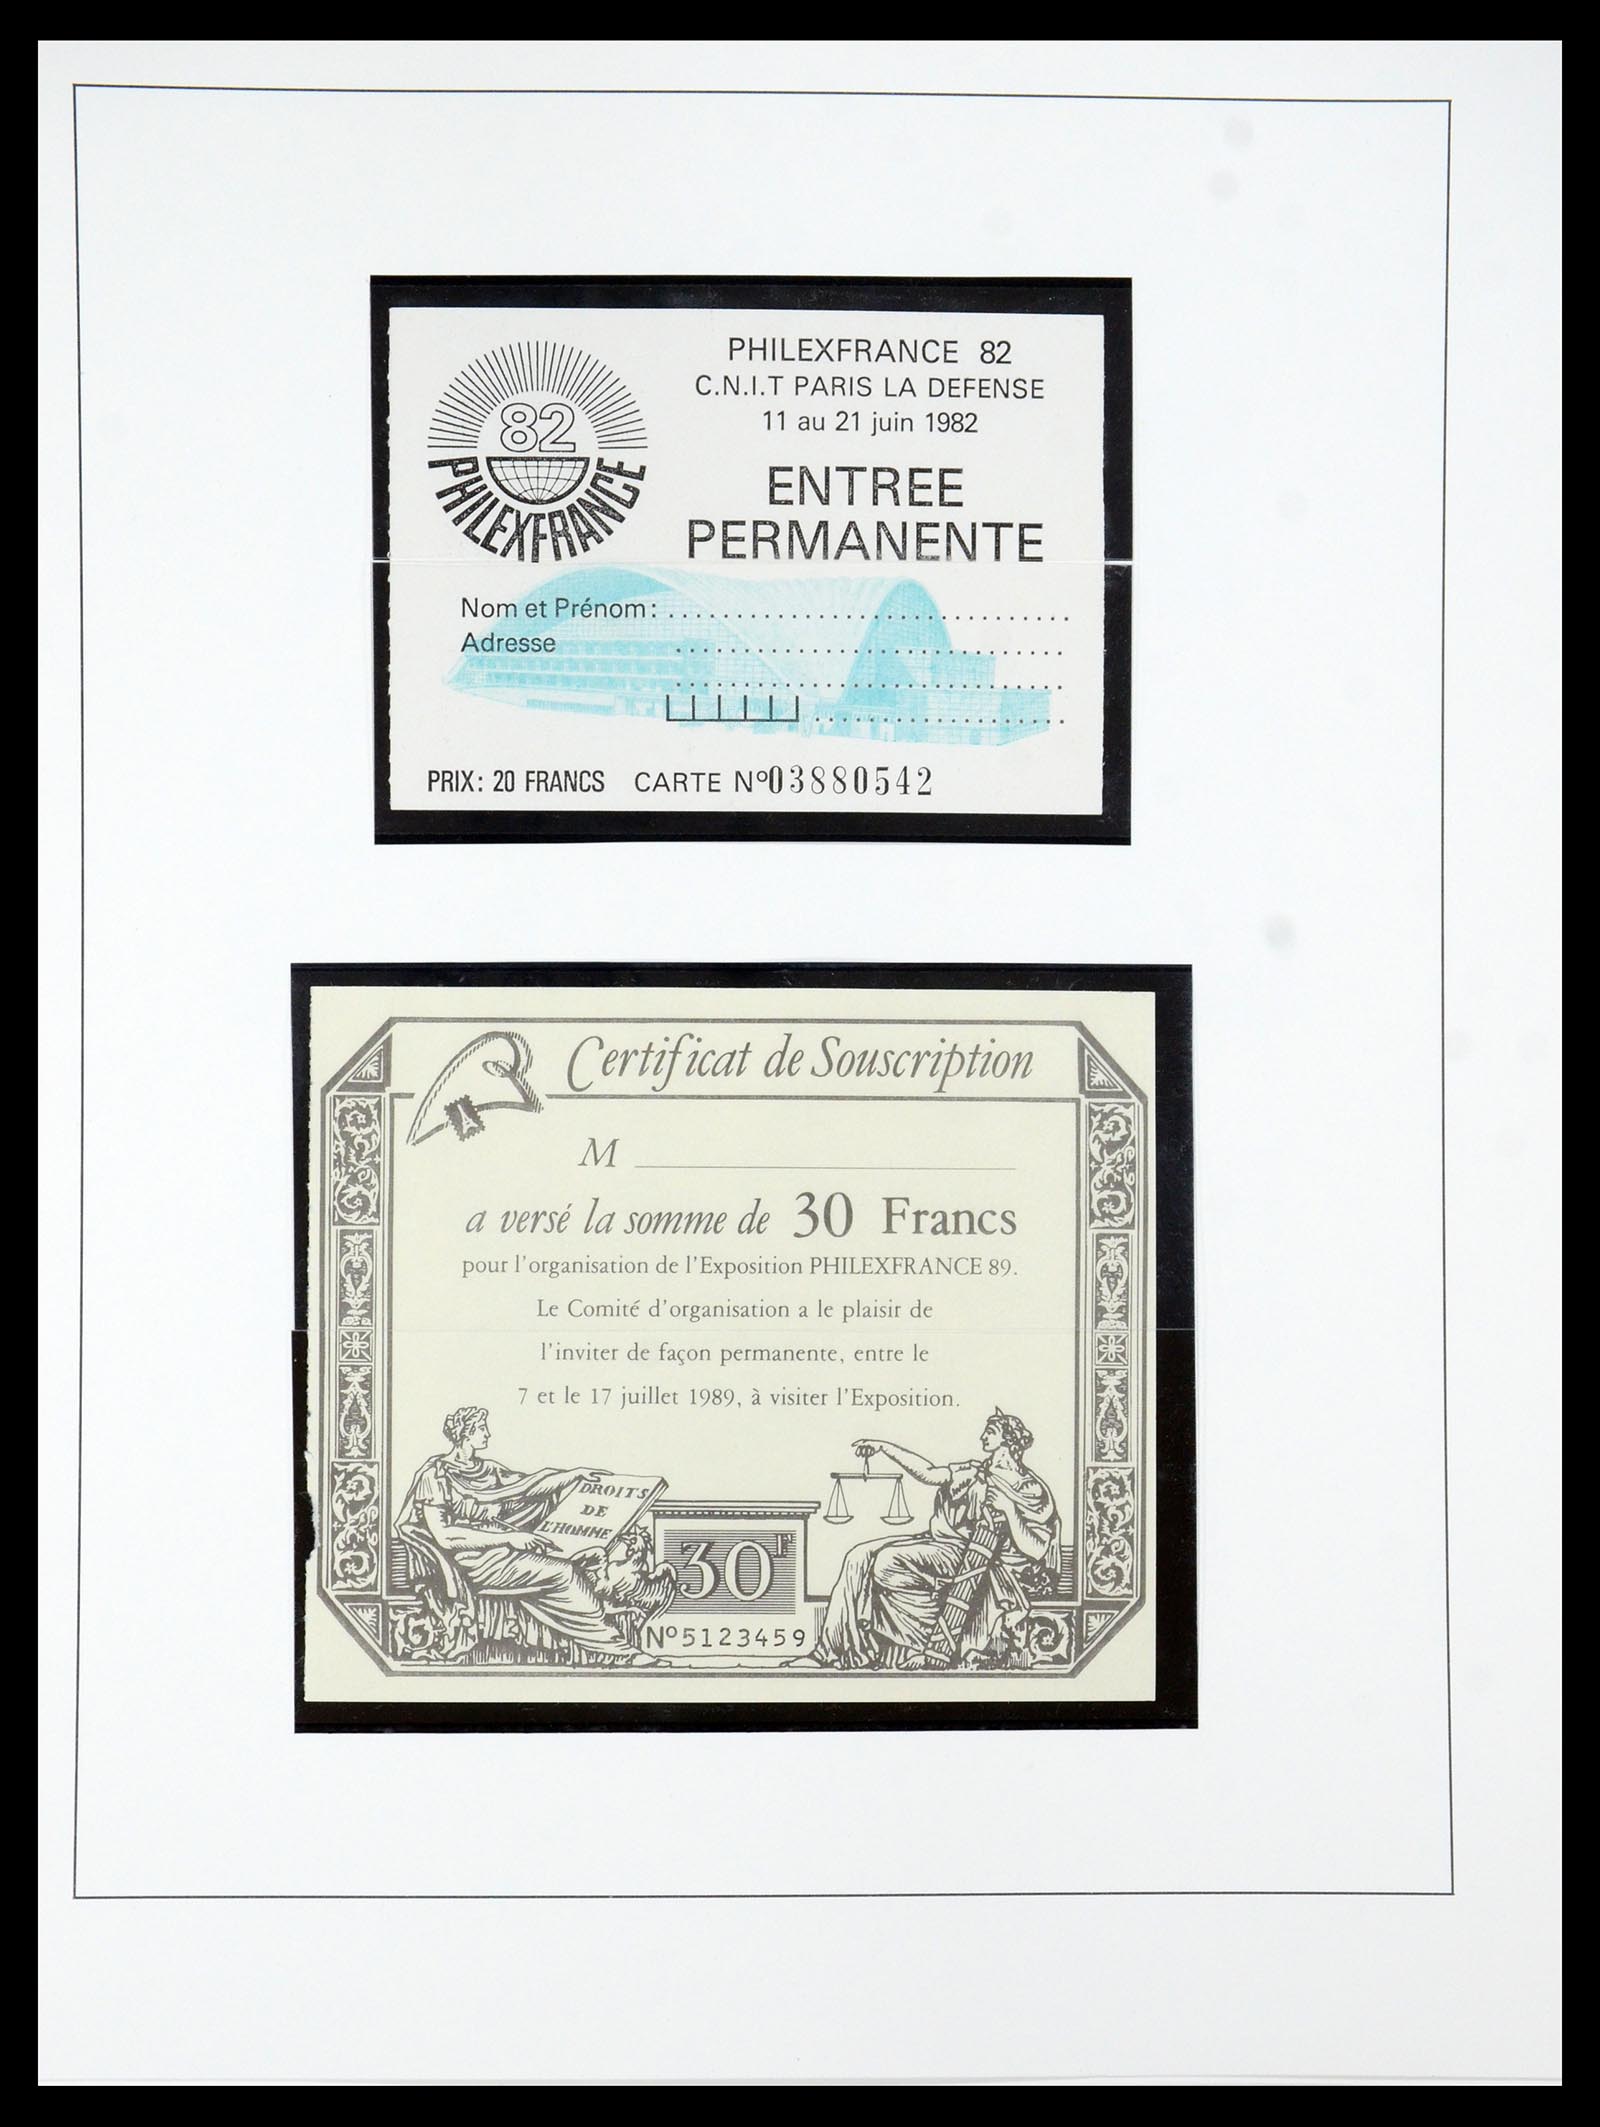 82
PHILEXFRANCE
PHILEXFRANCE 82
C.N.I.T PARIS LA DEFENSE
11 au 21 juin 1982
ENTREE
PERMANENTE
Nom et Prénom:
Adresse
PRIX: 20 FRANCS CARTE Nº03880542
Certificat de Souscription
M
a versé la somme de 30 Francs
pour l'organisation de l'Exposition PHILEXFRANCE 89.
Le Comité d'organisation a le plaisir de
l'inviter de façon permanente, entre le
7 et le 17 juillet 1989, à visiter l'Exposition.
DROITS
DE
L'HOMME
30F
Nº5123459